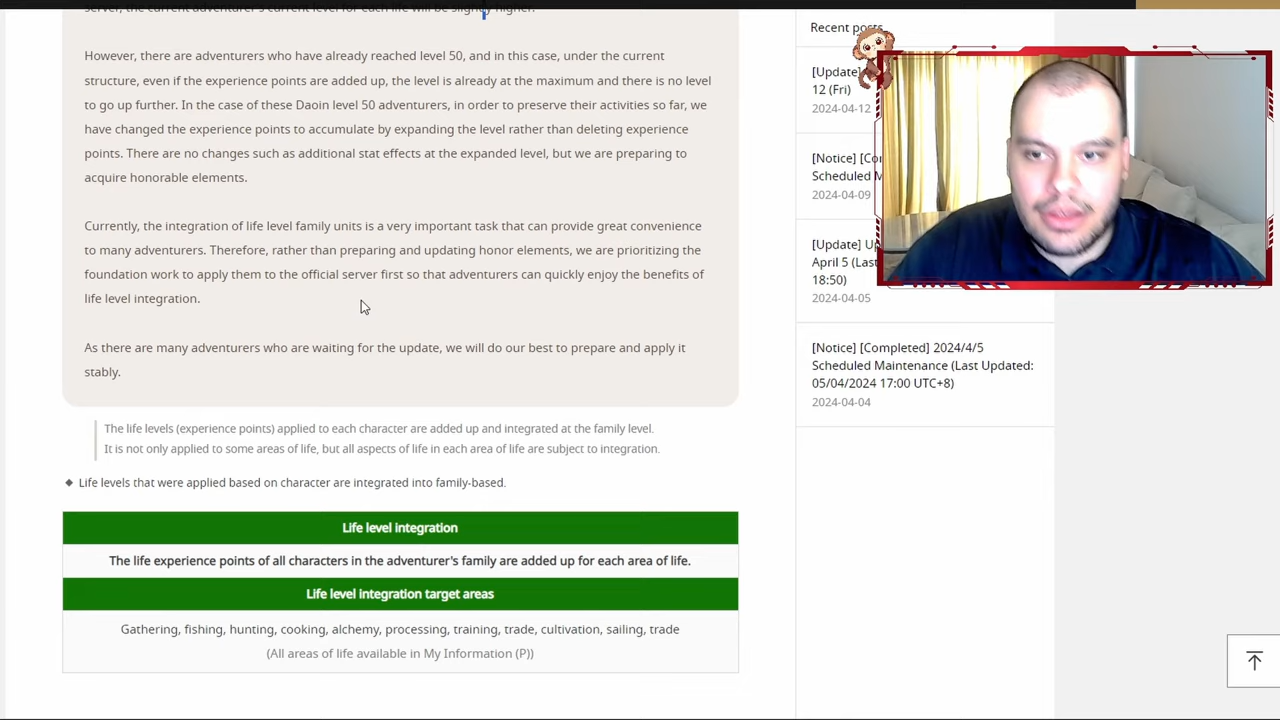 server, the current adventurer's current level for each life will be slightly higher.
However, there are adventurers who have already reached level 50, and in this case, under the current
structure, even if the experience points are added up, the level is already at the maximum and there is no level
to go up further. In the case of these Daoin level 50 adventurers, in order to preserve their activities so far, we
have changed the experience points to accumulate by expanding the level rather than deleting experience
points. There are no changes such as additional stat effects at the expanded level, but we are preparing to
acquire honorable elements.
Currently, the integration of life level family units is a very important task that can provide great convenience
to many adventurers. Therefore, rather than preparing and updating honor elements, we are prioritizing the
foundation work to apply them to the official server first so that adventurers can quickly enjoy the benefits of
life level integration.
As there are many adventurers who are waiting for the update, we will do our best to prepare and apply it
stably.
The life levels (experience points) applied to each character are added up and integrated at the family level.
It is not only applied to some areas of life, but all aspects of life in each area of life are subject to integration.
◆ Life levels that were applied based on character are integrated into family-based.
Life level integration
The life experience points of all characters in the adventurer's family are added up for each area of life.
Life level integration target areas
Gathering, fishing, hunting, cooking, alchemy, processing, training, trade, cultivation, sailing, trade
(All areas of life available in My Information (P))
Recent posts
[Update]
12 (Fri)
2024-04-12
[Notice]
Scheduled
2024-04-09
[Update]
April 5 (Last
18:50)
2024-04-05
[Notice] [Completed] 2024/4/5
Scheduled Maintenance (Last Updated:
05/04/2024 17:00 UTC+8)
2024-04-04